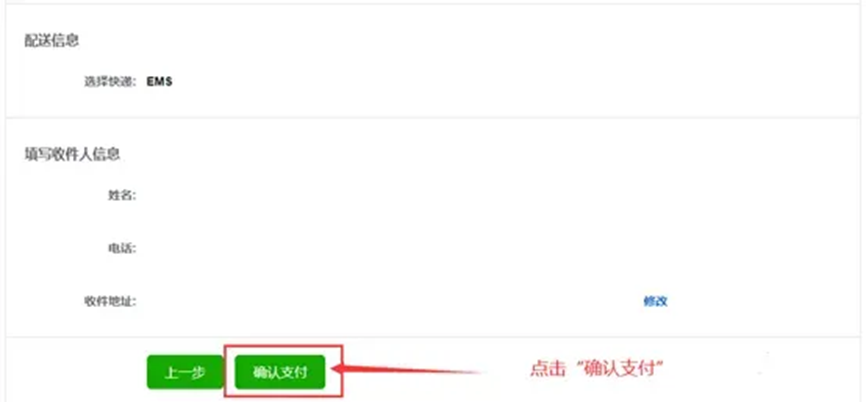 配送信息
选择快递： EMS
填写收件人信息
姓名：
电话：
收件地址：
修改
上一步 确认支付 点击“确认支付”